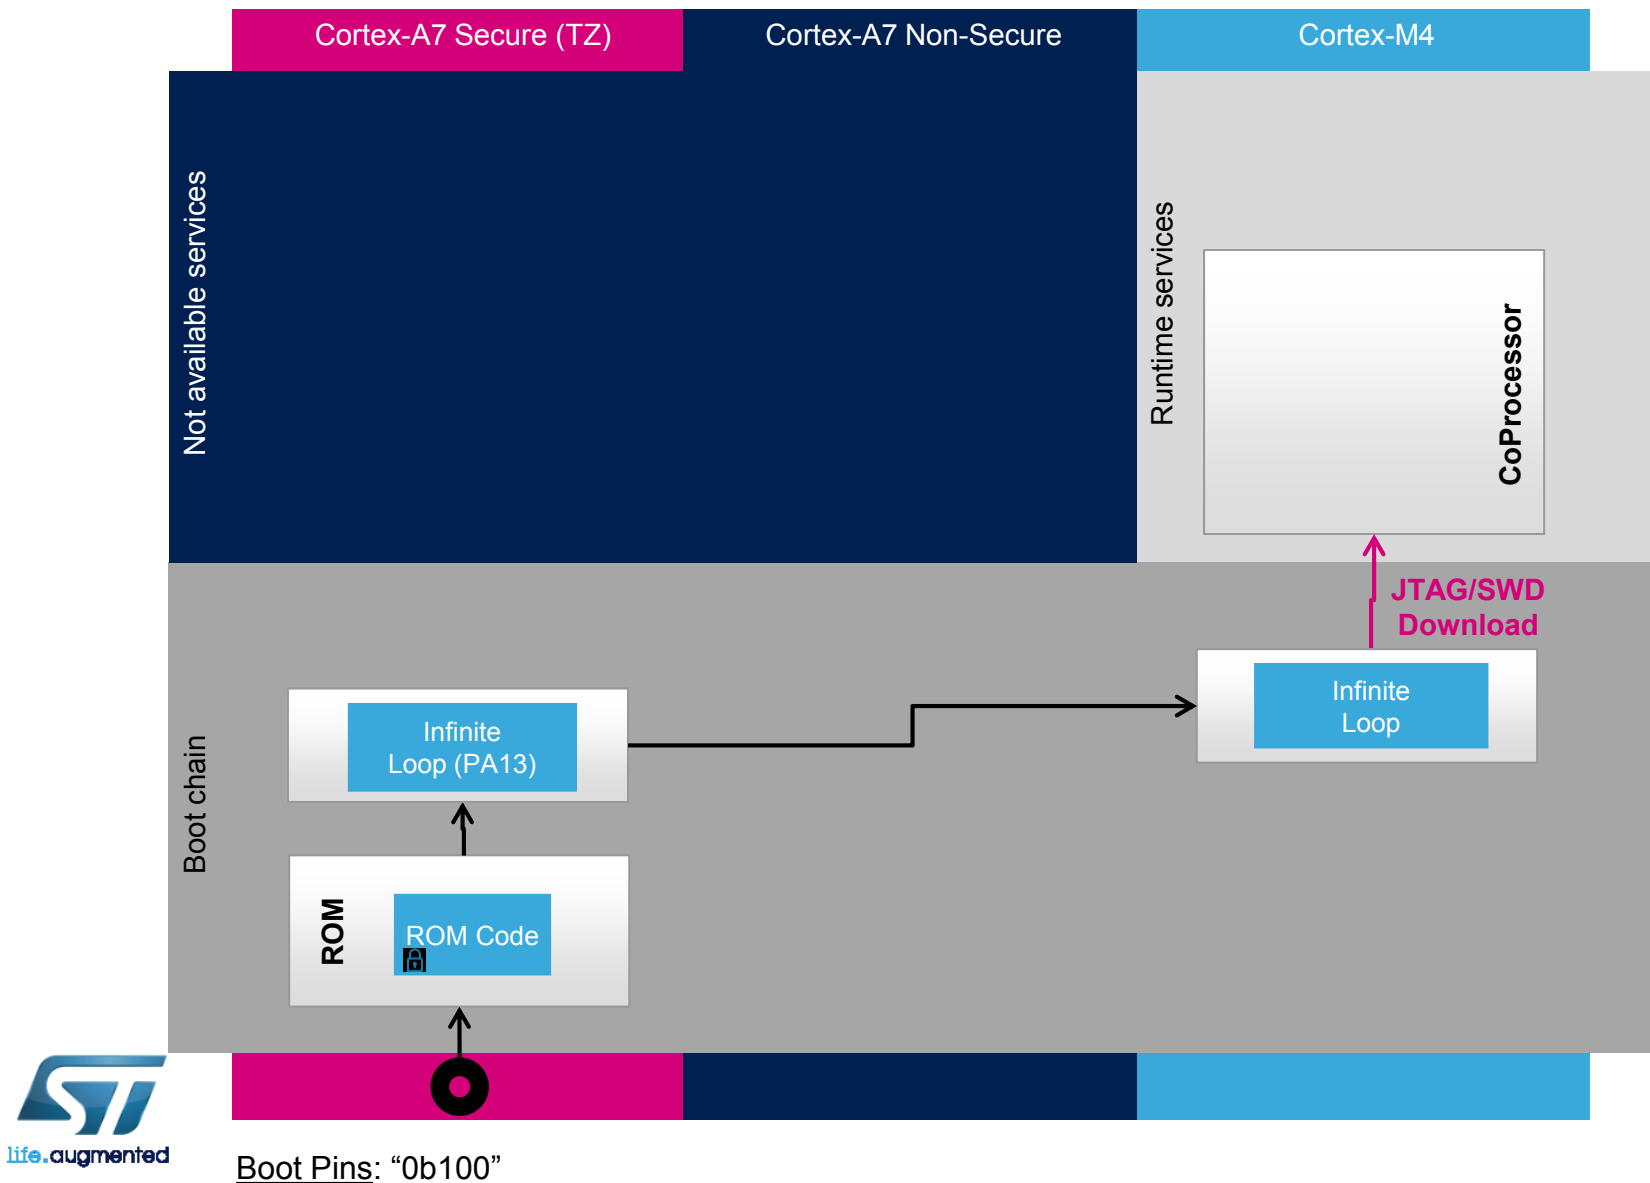 Cortex-A7 Secure (TZ)
Cortex-A7 Non-Secure
Cortex-M4
Not available services
Runtime services
CoProcessor
JTAG/SWD
Download
Boot chain
Infinite
Loop (PA13)
Infinite
Loop
ROM
ROM Code
ST
life.augmented
Boot Pins: “0b100”